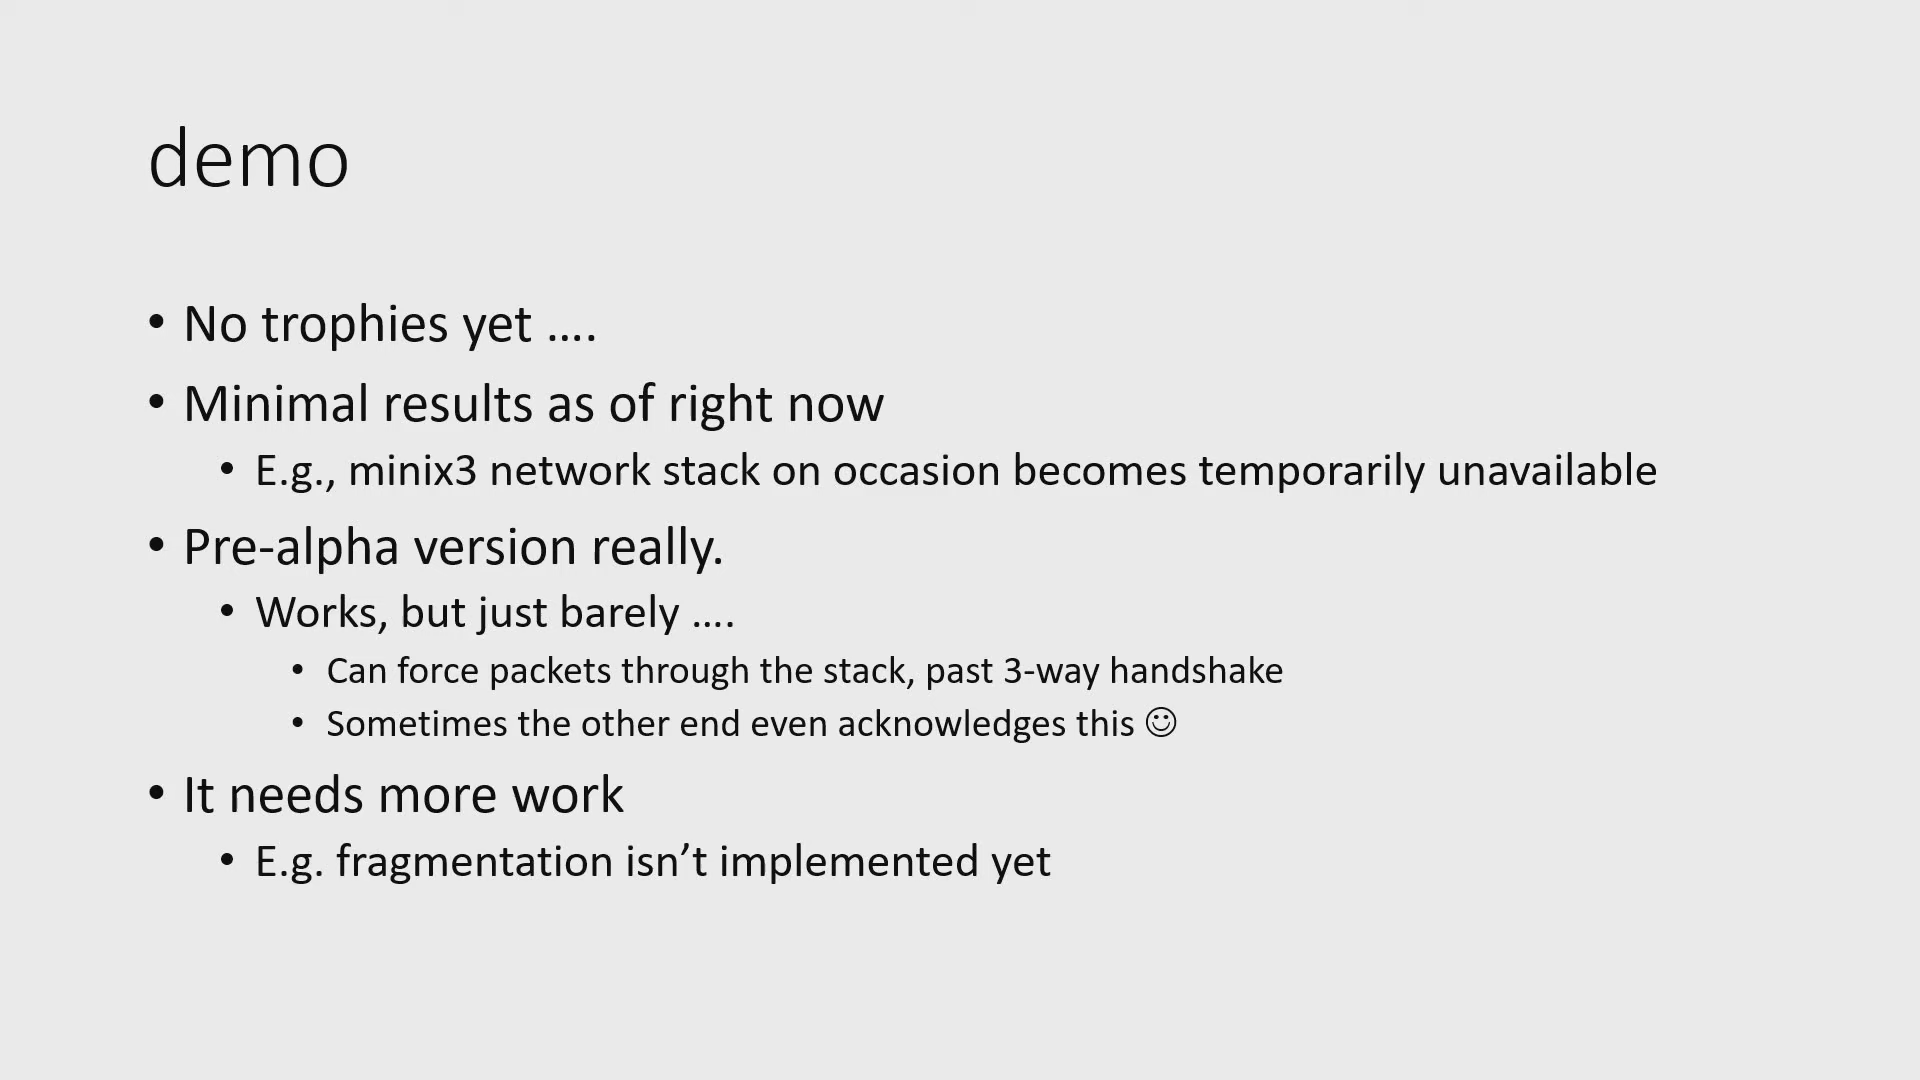 demo
• No trophies yet ....
• Minimal results as of right now
• E.g., minix3 network stack on occasion becomes temporarily unavailable
• Pre-alpha version really.
• Works, but just barely ....
• Can force packets through the stack, past 3-way handshake
• Sometimes the other end even acknowledges this ☺
• It needs more work
• E.g. fragmentation isn’t implemented yet